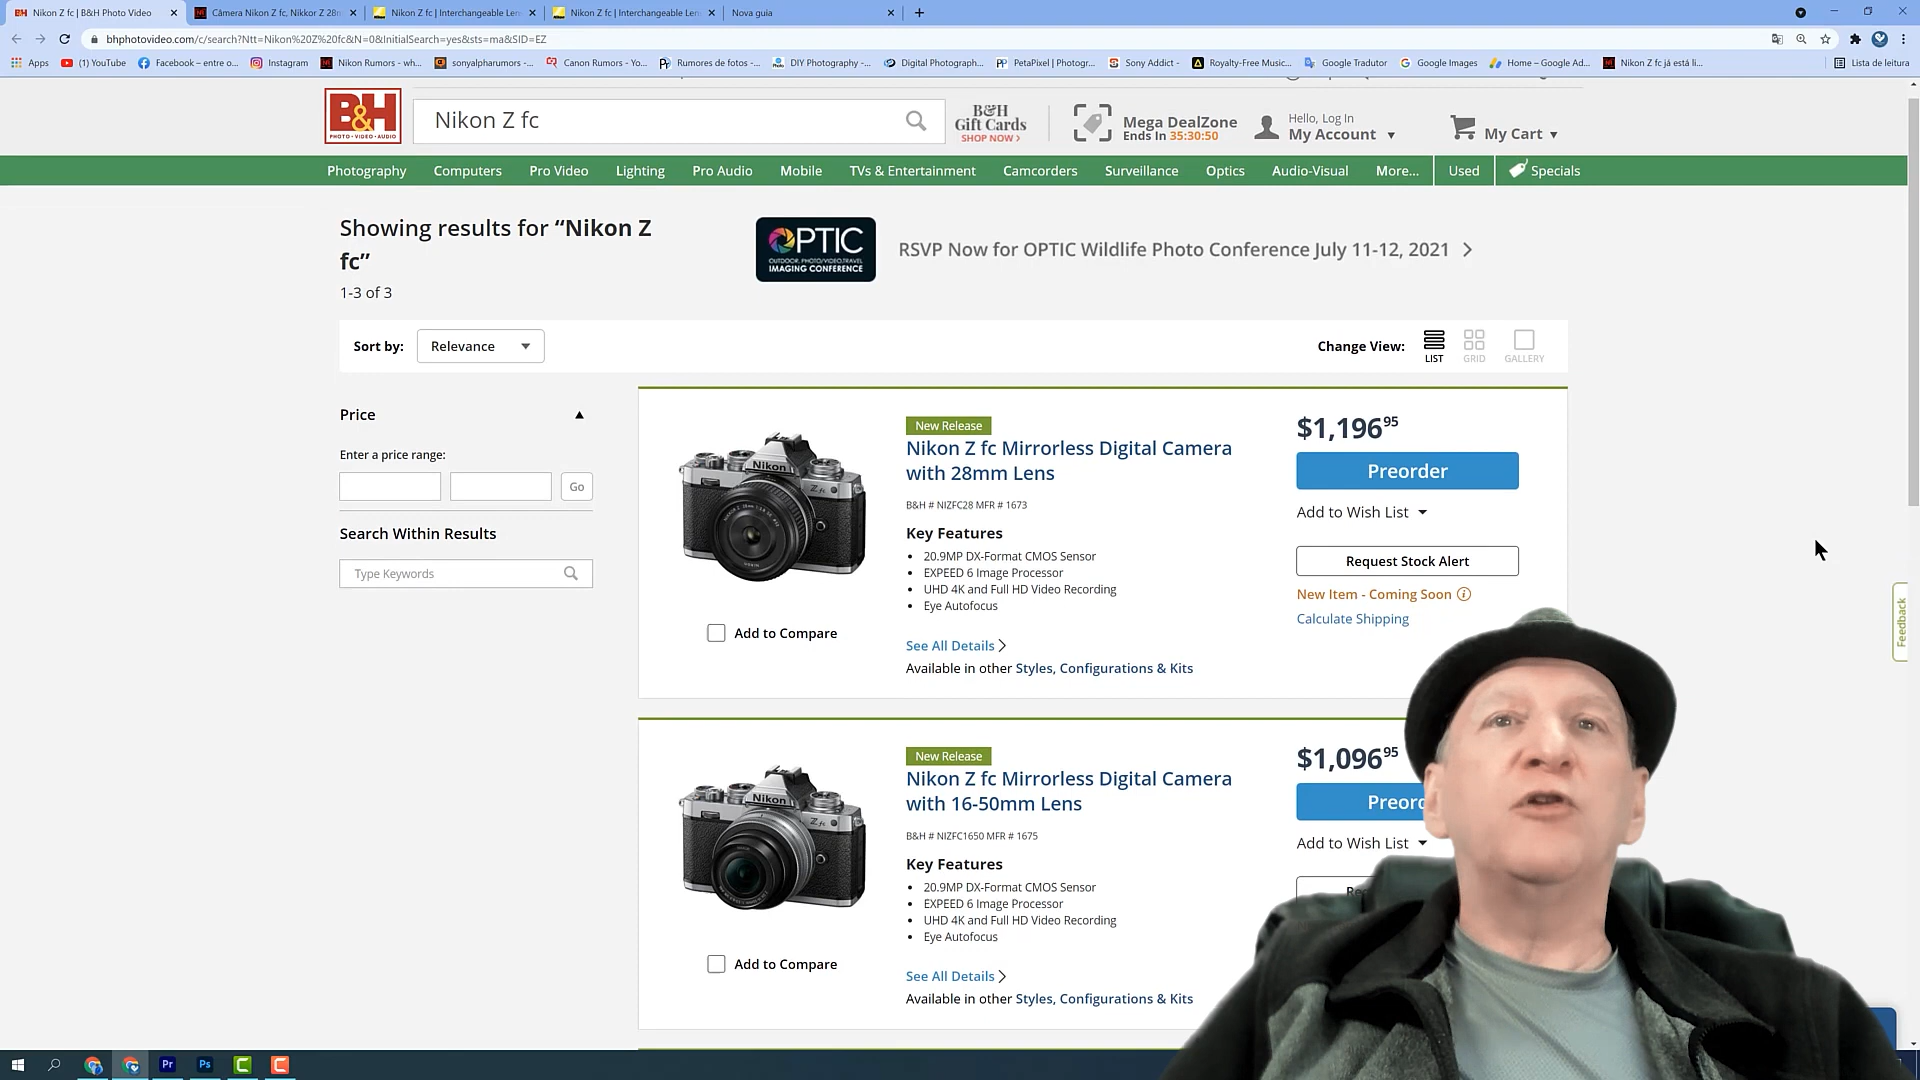 Nikon Z fc | B&H Photo Video
Câmera Nikon Z fc, Nikkor Z 28m
Nikon Z fc | Interchangeable Len
Nikon Z fc | Interchangeable Len
Nova guia
bhphotovideo.com/c/search?Ntt=Nikon%20Z%20fc&N=0&InitialSearch=yes&sts=ma&SID=EZ
Apps
(1) YouTube
Facebook – entre o...
Instagram
Nikon Rumors - wh...
sonyalpharumors -...
Canon Rumors - Yo...
Rumores de fotos -...
DIY Photography -...
Digital Photograph...
PetaPixel | Photogr...
Sony Addict -
Royalty-Free Music...
Google Tradutor
Google Images
Home – Google Ad...
Nikon Z fc já está li...
Lista de leitura
B&H
PHOTO • VIDEO • AUDIO
Nikon Z fc
B&H
Gift Cards
SHOP NOW >
Mega DealZone
Ends In 35:30:50
Hello, Log In
My Account
My Cart
Photography
Computers
Pro Video
Lighting
Pro Audio
Mobile
TVs & Entertainment
Camcorders
Surveillance
Optics
Audio-Visual
More...
Used
Specials
Showing results for “Nikon Z
fc”
1-3 of 3
OPTIC
OUTDOOR, PHOTO/VIDEO,TRAVEL
IMAGING CONFERENCE
RSVP Now for OPTIC Wildlife Photo Conference July 11-12, 2021
Sort by:
Relevance
Change View:
LIST
GRID
GALLERY
Price
Enter a price range:
Go
Search Within Results
Type Keywords
Nikon
Z fc
Add to Compare
New Release
Nikon Z fc Mirrorless Digital Camera
with 28mm Lens
B&H # NIZFC28 MFR # 1673
Key Features
20.9MP DX-Format CMOS Sensor
EXPEED 6 Image Processor
UHD 4K and Full HD Video Recording
Eye Autofocus
See All Details
Available in other Styles, Configurations & Kits
$1,196 95
Preorder
Add to Wish List
Request Stock Alert
New Item - Coming Soon
Calculate Shipping
Feedback
Nikon
Z fc
Add to Compare
New Release
Nikon Z fc Mirrorless Digital Camera
with 16-50mm Lens
B&H # NIZFC1650 MFR # 1675
Key Features
20.9MP DX-Format CMOS Sensor
EXPEED 6 Image Processor
UHD 4K and Full HD Video Recording
Eye Autofocus
See All Details
Available in other Styles, Configurations & Kits
$1,096 95
Preorc
Add to Wish List
Pr
Ps